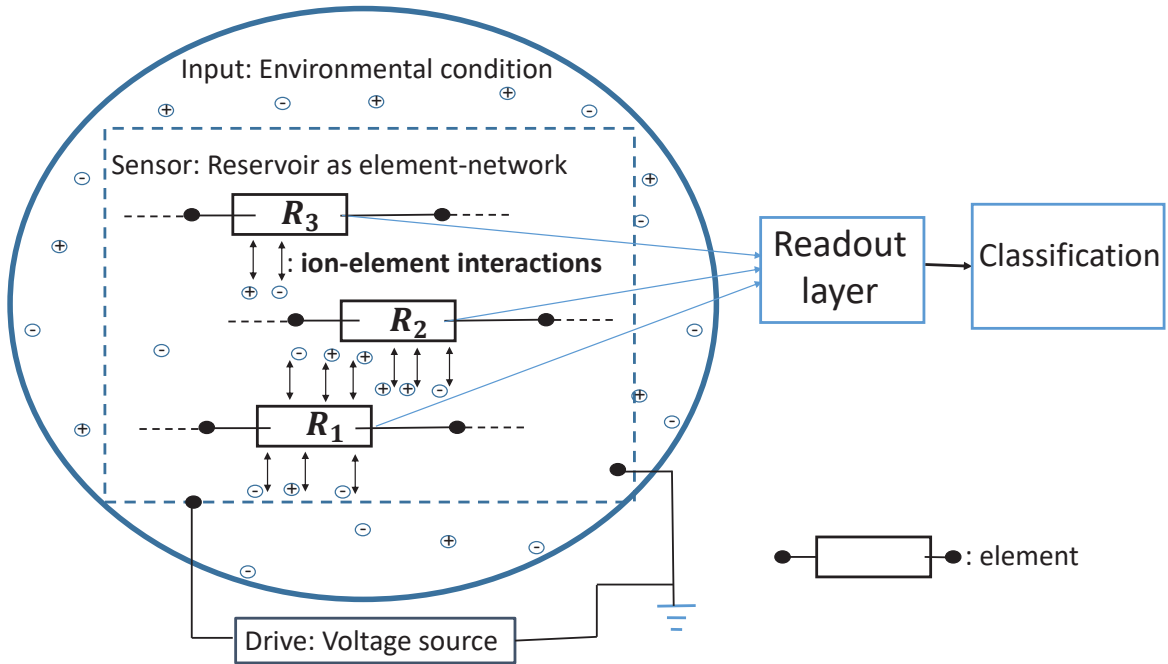 Input: Environmental condition
Sensor: Reservoir as element-network
R3
: ion-element interactions
R2
R1
Readout
layer
Classification
: element
Drive: Voltage source